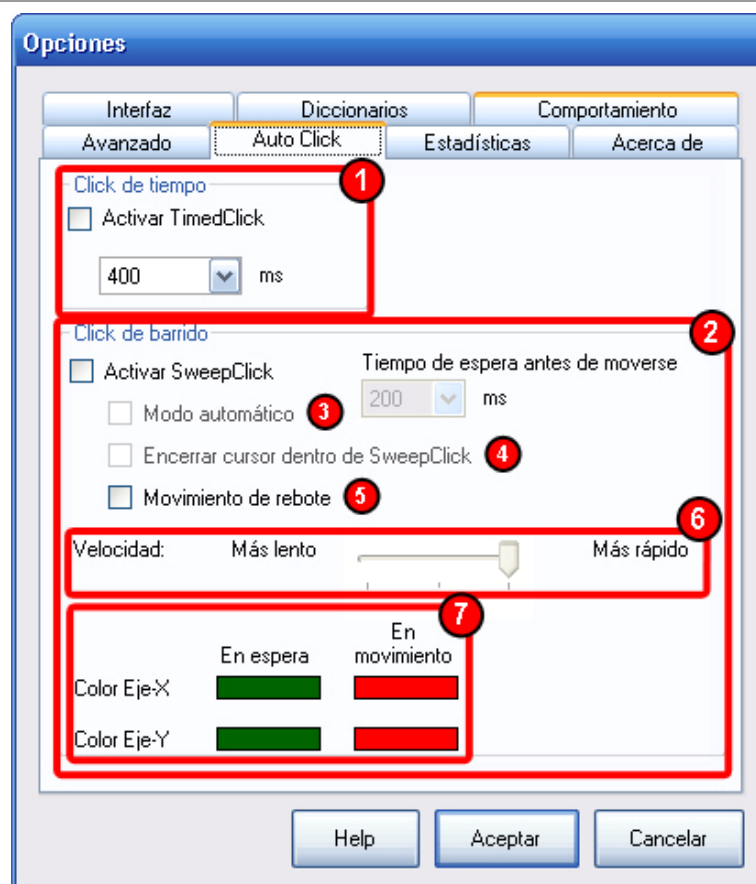 Opciones
Interfaz Diccionarios Comportamiento
Avanzado Auto Click Estadísticas Acerca de
Click de tiempo 1
Activar TimedClick
400 ms
Click de barrido 2
Activar SweepClick Tiempo de espera antes de moverse
200 ms
Modo automático 3
Encerrar cursor dentro de SweepClick 4
Movimiento de rebote 5
6
Velocidad: Más lento Más rápido
7
En espera En movimiento
Color Eje-X
Color Eje-Y
Help Aceptar Cancelar